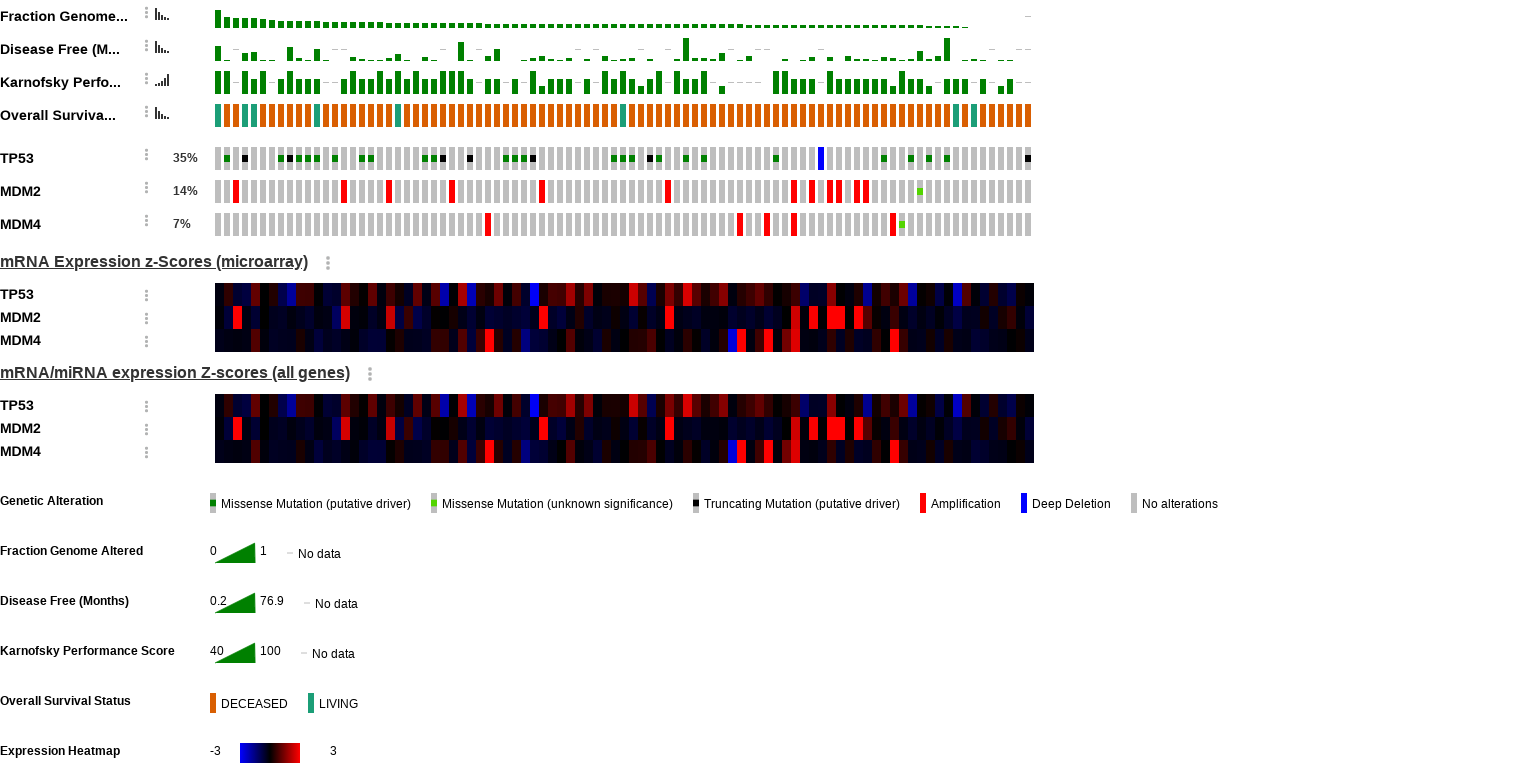 Fraction Genome...
Disease Free (M...
Karnofsky Perfo...
Overall Surviva...
TP53 35%
MDM2 14%
MDM4 7%
mRNA Expression z-Scores (microarray)
TP53
MDM2
MDM4
mRNA/miRNA expression Z-scores (all genes)
TP53
MDM2
MDM4
Genetic Alteration Missense Mutation (putative driver) Missense Mutation (unknown significance) Truncating Mutation (putative driver) Amplification Deep Deletion No alterations
Fraction Genome Altered 0 1 No data
Disease Free (Months) 0.2 76.9 No data
Karnofsky Performance Score 40 100 No data
Overall Survival Status DECEASED LIVING
Expression Heatmap -3 3